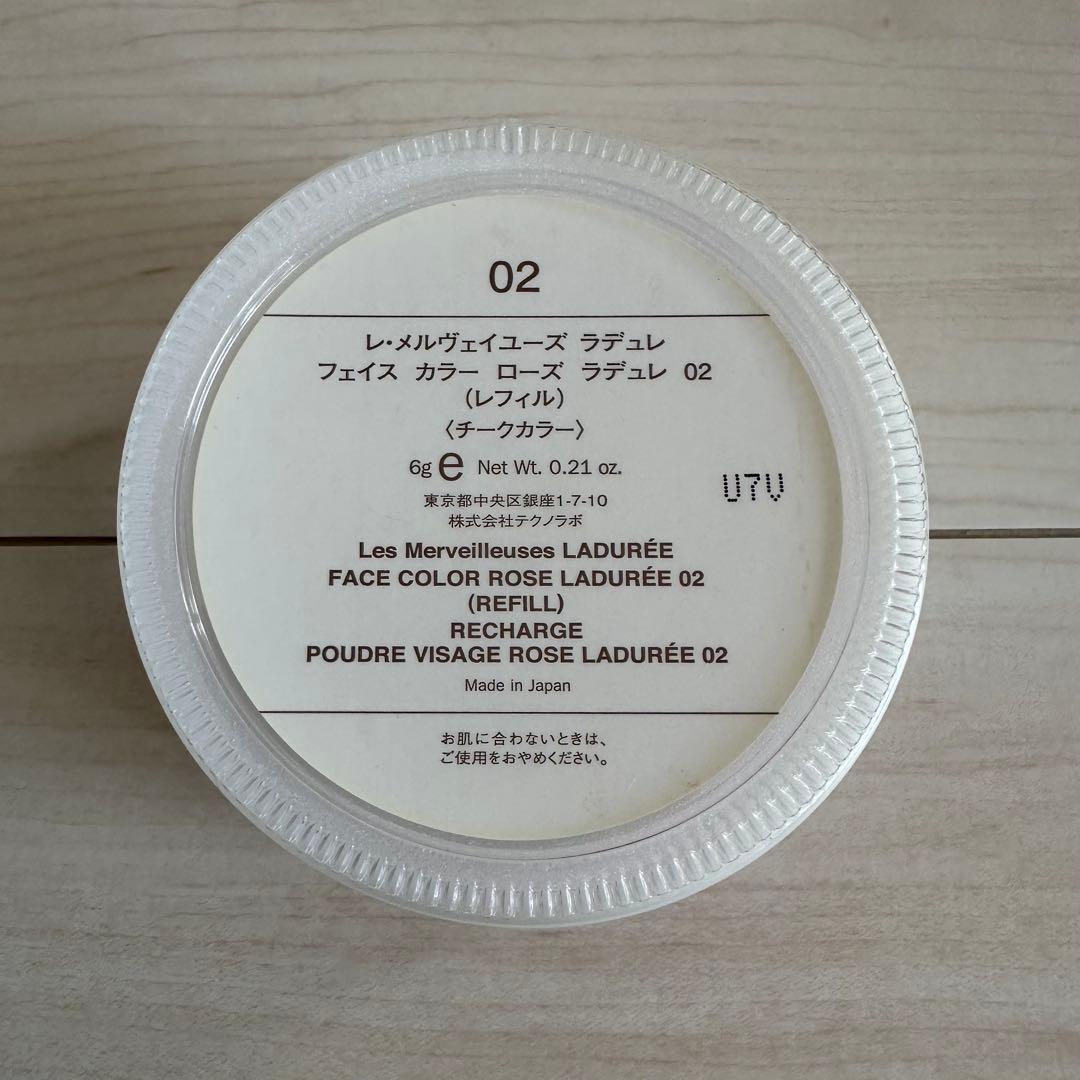 02
レ・メルヴェイユーズ ラデュレ
フェイス カラー ローズ ラデュレ 02
(レフィル)
〈チークカラー〉
6g e Net Wt. 0.21 oz.
U7U
東京都中央区銀座1-7-10
株式会社テクノラボ
Les Merveilleuses LADURÉE
FACE COLOR ROSE LADURÉE 02
(REFILL)
RECHARGE
POUDRE VISAGE ROSE LADURÉE 02
Made in Japan
お肌に合わないときは、
ご使用をおやめください。